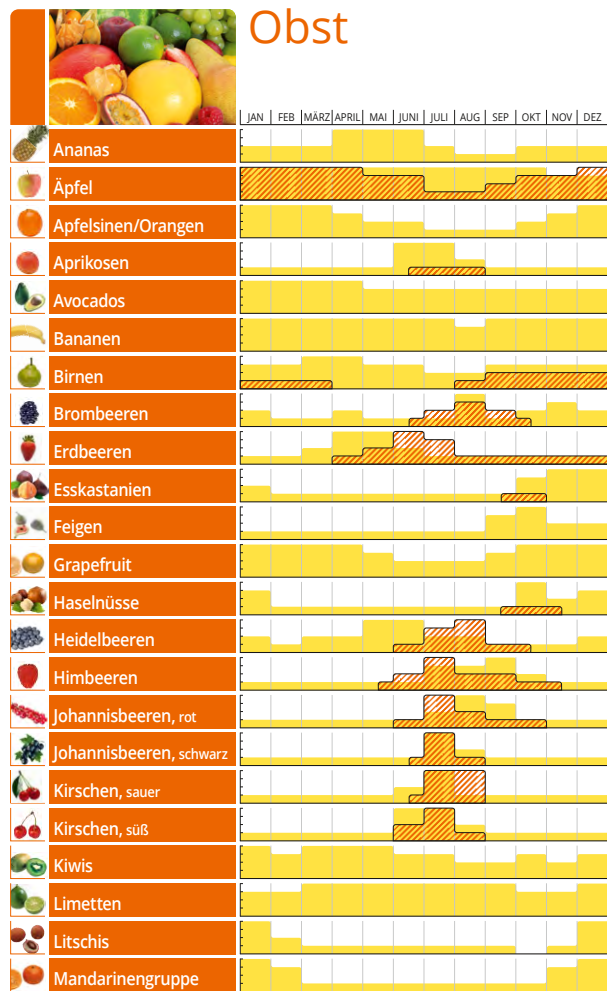 Obst
JAN FEB MÄRZ APRIL MAI JUNI JULI AUG SEP OKT NOV DEZ
Ananas
Äpfel
Apfelsinen/Orangen
Aprikosen
Avocados
Bananen
Birnen
Brombeeren
Erdbeeren
Esskastanien
Feigen
Grapefruit
Haselnüsse
Heidelbeeren
Himbeeren
Johannisbeeren, rot
Johannisbeeren, schwarz
Kirschen, sauer
Kirschen, süß
Kiwis
Limetten
Litschis
Mandarinengruppe